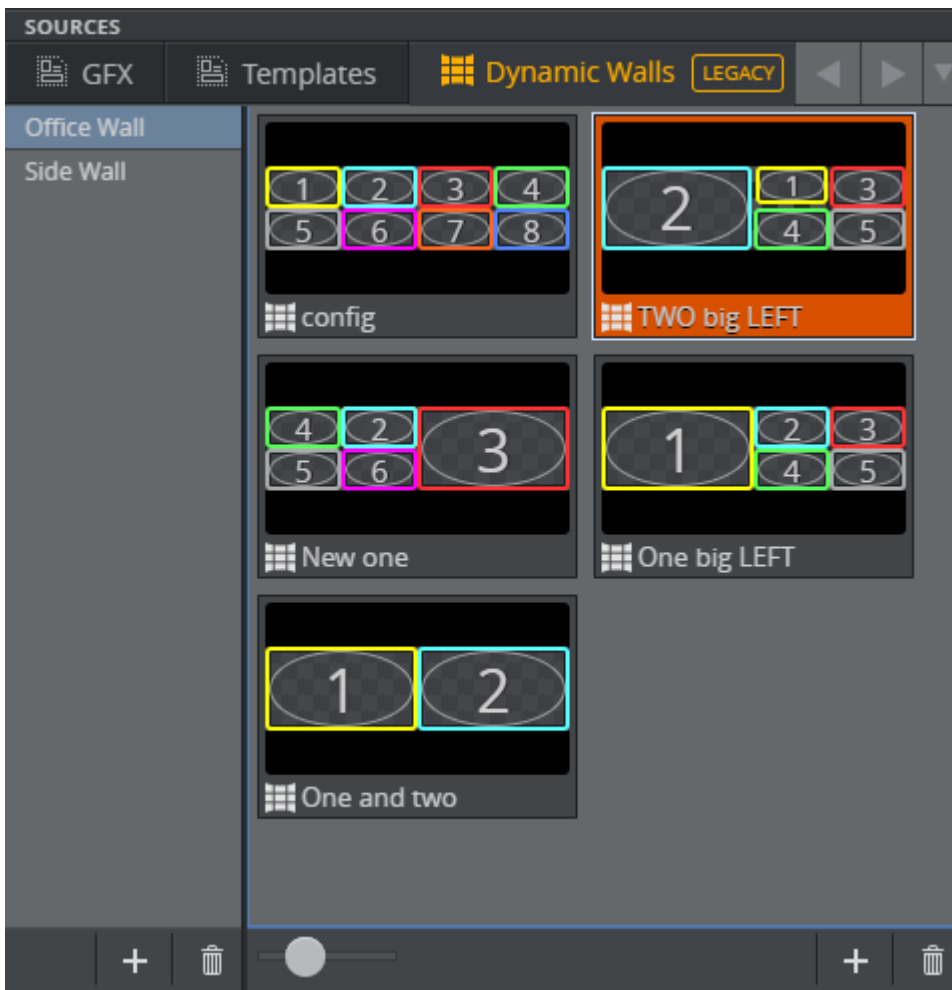 SOURCES
GFX Templates Dynamic Walls LEGACY
Office Wall
Side Wall
1 2 3 4
5 6 7 8
config
2 1 3
4 5
TWO big LEFT
4 2 3
5 6
New one
1 2 3
4 5
One big LEFT
1 2
One and two